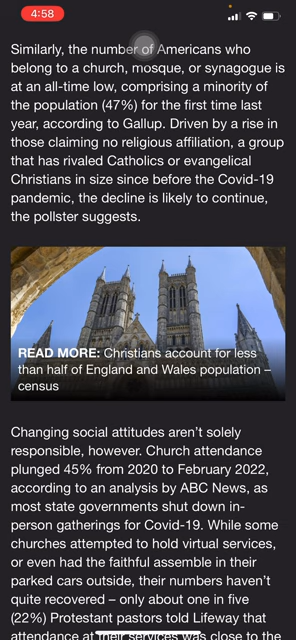 4:58
Similarly, the number of Americans who
belong to a church, mosque, or synagogue is
at an all-time low, comprising a minority of
the population (47%) for the first time last
year, according to Gallup. Driven by a rise in
those claiming no religious affiliation, a group
that has rivaled Catholics or evangelical
Christians in size since before the Covid-19
pandemic, the decline is likely to continue,
the pollster suggests.
READ MORE: Christians account for less
than half of England and Wales population –
census
Changing social attitudes aren't solely
responsible, however. Church attendance
plunged 45% from 2020 to February 2022,
according to an analysis by ABC News, as
most state governments shut down in-
person gatherings for Covid-19. While some
churches attempted to hold virtual services,
or even had the faithful assemble in their
parked cars outside, their numbers haven't
quite recovered – only about one in five
(22%) Protestant pastors told Lifeway that
attendance at their services was close to the